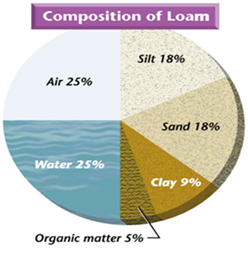 Composition of Loam
Silt 18%
Air 25%
Sand 18%
Water 25%
Clay 9%
Organic matter 5%